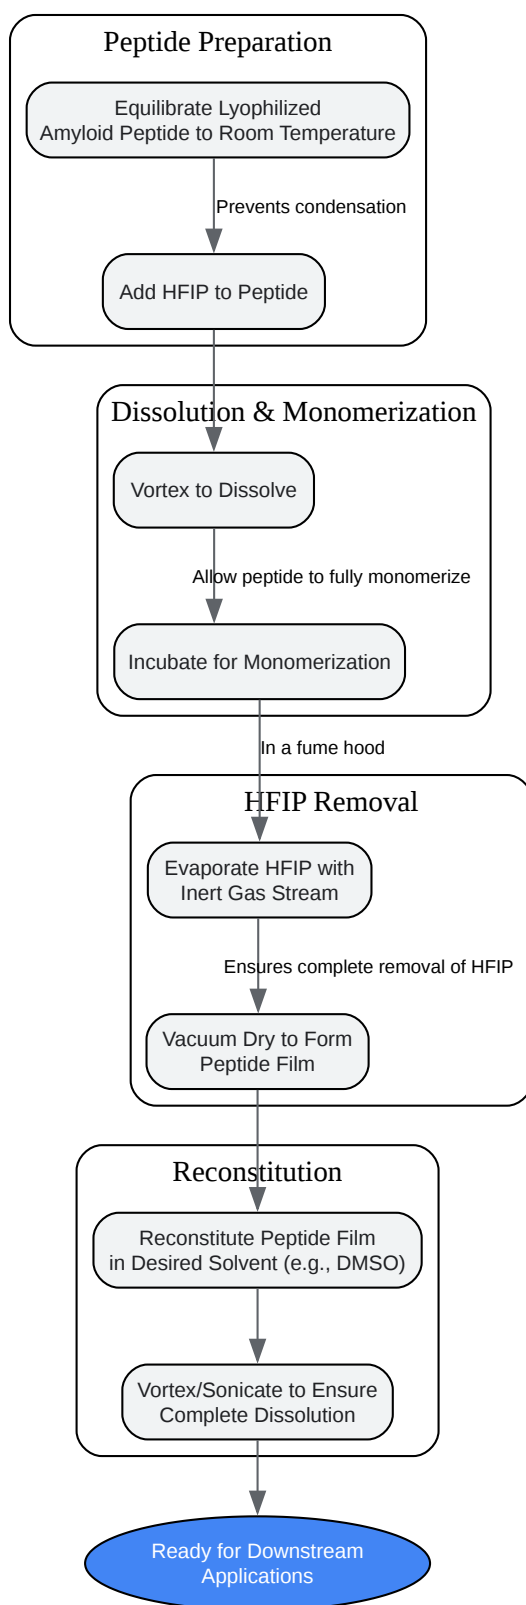 Peptide Preparation
Equilibrate Lyophilized
Amyloid Peptide to Room Temperature
Prevents condensation
Add HFIP to Peptide
Dissolution & Monomerization
Vortex to Dissolve
Allow peptide to fully monomerize
Incubate for Monomerization
In a fume hood
HFIP Removal
Evaporate HFIP with
Inert Gas Stream
Ensures complete removal of HFIP
Vacuum Dry to Form
Peptide Film
Reconstitution
Reconstitute Peptide Film
in Desired Solvent (e.g., DMSO)
Vortex/Sonicate to Ensure
Complete Dissolution
Ready for Downstream
Applications